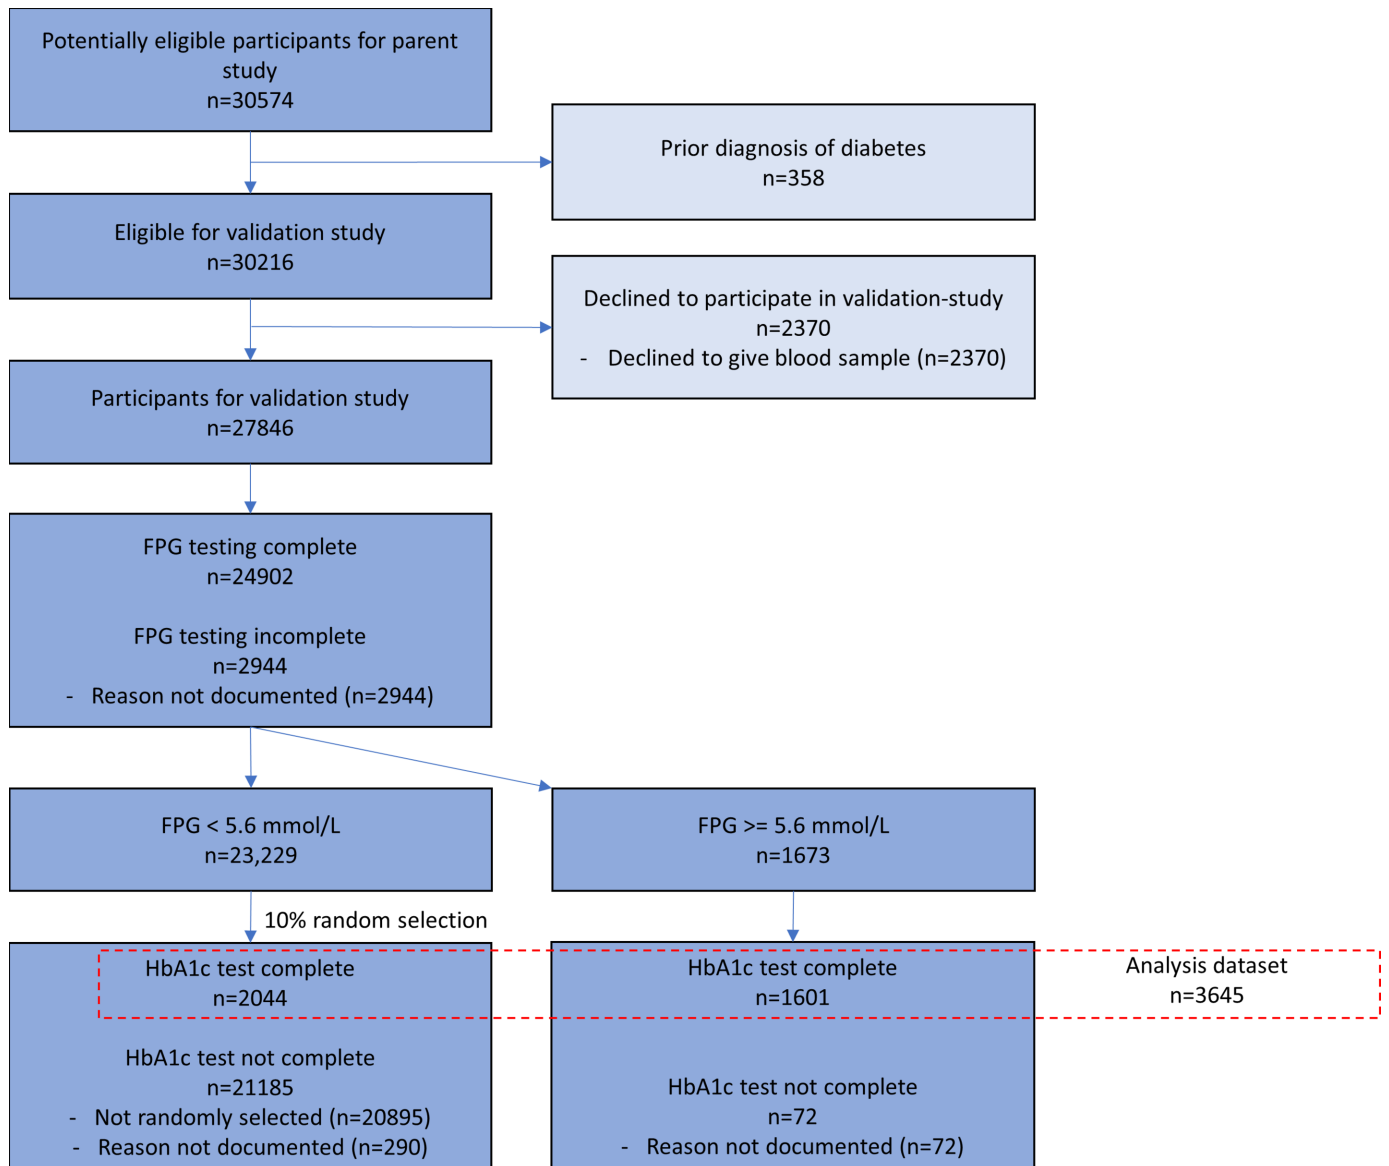 Potentially eligible participants for parent
study
n=30574
Prior diagnosis of diabetes
n=358
Eligible for validation study
n=30216
Declined to participate in validation-study
n=2370
- Declined to give blood sample (n=2370)
Participants for validation study
n=27846
FPG testing complete
n=24902
FPG testing incomplete
n=2944
- Reason not documented (n=2944)
FPG < 5.6 mmol/L
n=23,229
FPG >= 5.6 mmol/L
n=1673
10% random selection
HbA1c test complete
n=2044
HbA1c test not complete
n=21185
- Not randomly selected (n=20895)
- Reason not documented (n=290)
HbA1c test complete
n=1601
HbA1c test not complete
n=72
- Reason not documented (n=72)
Analysis dataset
n=3645